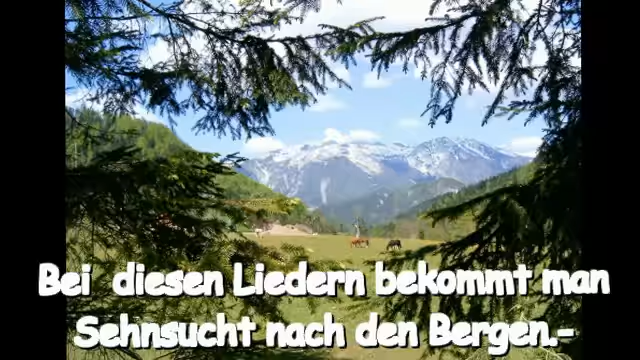 Bei diesen Liedern bekommt man
Sehnsucht nach den Bergen.-